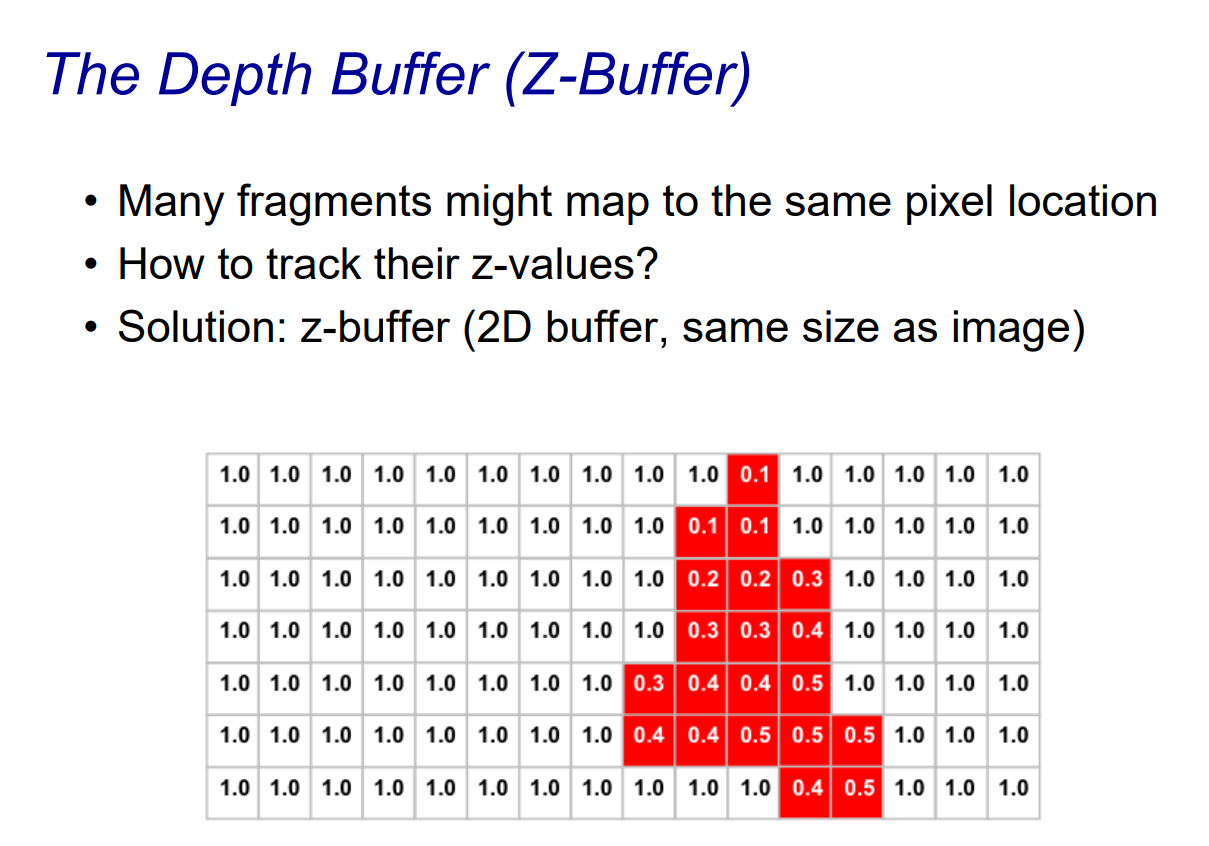 The Depth Buffer (Z-Buffer)
• Many fragments might map to the same pixel location
• How to track their z-values?
• Solution: z-buffer (2D buffer, same size as image)
1.0 1.0 1.0 1.0 1.0 1.0 1.0 1.0 1.0 1.0 0.1 1.0 1.0 1.0 1.0 1.0
1.0 1.0 1.0 1.0 1.0 1.0 1.0 1.0 1.0 0.1 0.1 1.0 1.0 1.0 1.0 1.0
1.0 1.0 1.0 1.0 1.0 1.0 1.0 1.0 1.0 0.2 0.2 0.3 1.0 1.0 1.0 1.0
1.0 1.0 1.0 1.0 1.0 1.0 1.0 1.0 1.0 0.3 0.3 0.4 1.0 1.0 1.0 1.0
1.0 1.0 1.0 1.0 1.0 1.0 1.0 1.0 0.3 0.4 0.4 0.5 1.0 1.0 1.0 1.0
1.0 1.0 1.0 1.0 1.0 1.0 1.0 1.0 0.4 0.4 0.5 0.5 0.5 1.0 1.0 1.0
1.0 1.0 1.0 1.0 1.0 1.0 1.0 1.0 1.0 1.0 1.0 0.4 0.5 1.0 1.0 1.0